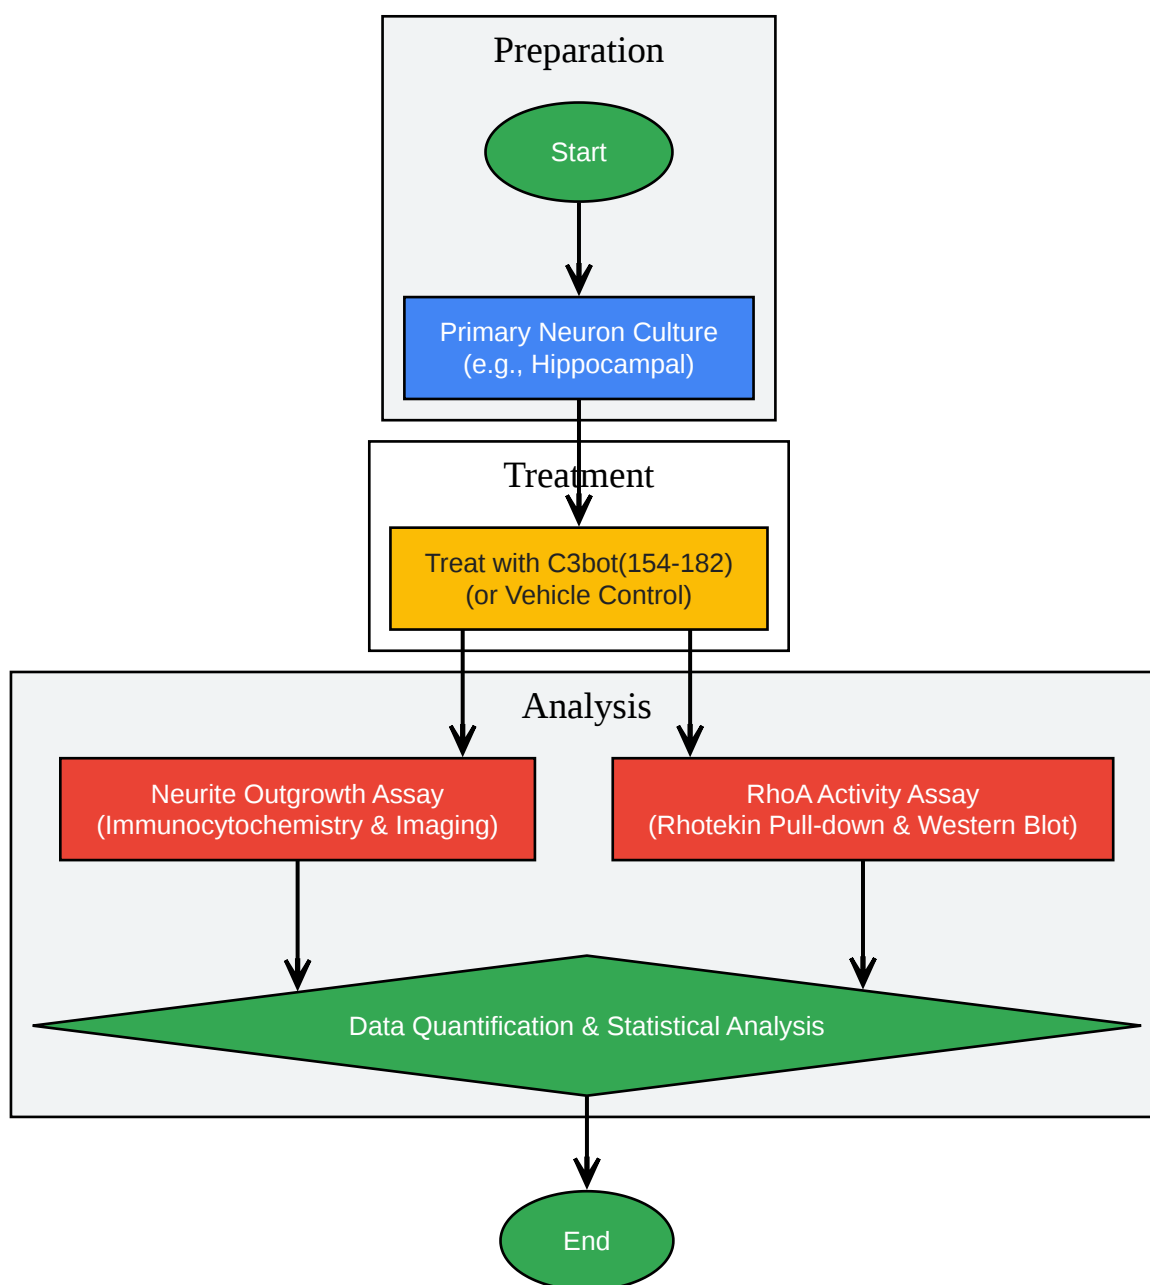 Preparation
Start
Primary Neuron Culture
(e.g., Hippocampal)
Treatment
Treat with C3bot(154-182)
(or Vehicle Control)
Analysis
Neurite Outgrowth Assay
(Immunocytochemistry & Imaging)
RhoA Activity Assay
(Rhotekin Pull-down & Western Blot)
Data Quantification & Statistical Analysis
End